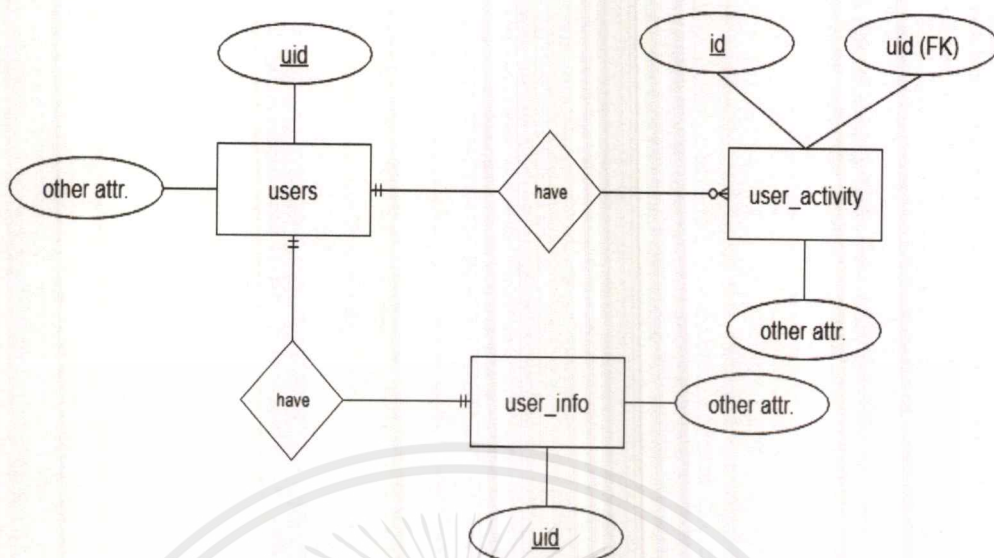 uid
id
uid (FK)
other attr.
users
have
user_activity
other attr.
have
user_info
other attr.
uid